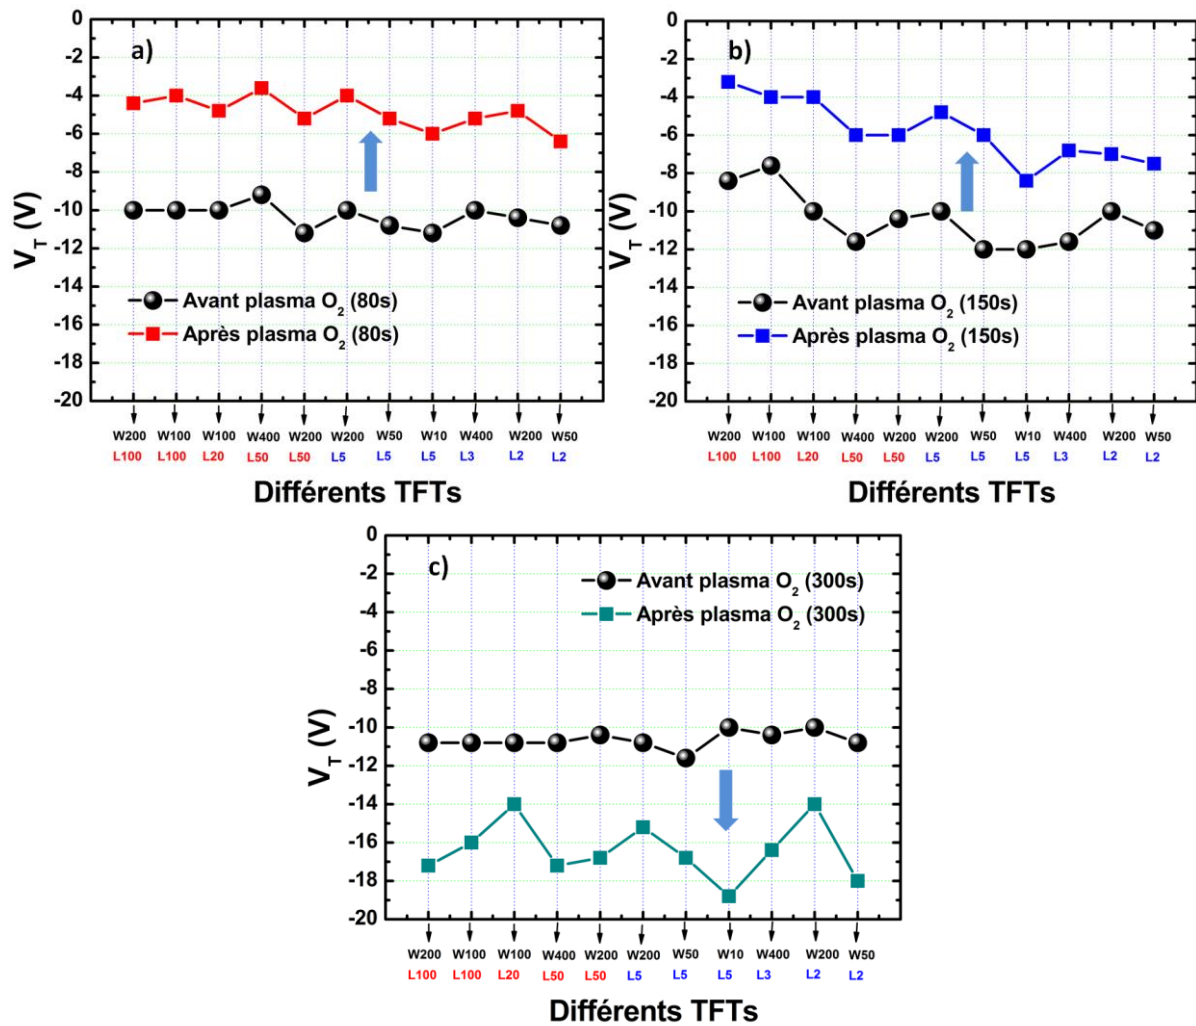 a)
0
-2
-4
-6
-8
-10
-12
-14
-16
-18
-20
V_T (V)
Avant plasma O₂ (80s)
Après plasma O₂ (80s)
W200 W100 W100 W400 W200 W200 W50 W10 W400 W200 W50
L100 L100 L20 L50 L50 L5 L5 L5 L3 L2 L2
Différents TFTs
b)
0
-2
-4
-6
-8
-10
-12
-14
-16
-18
-20
V_T (V)
Avant plasma O₂ (150s)
Après plasma O₂ (150s)
W200 W100 W100 W400 W200 W200 W50 W10 W400 W200 W50
L100 L100 L20 L50 L50 L5 L5 L5 L3 L2 L2
Différents TFTs
c)
0
-2
-4
-6
-8
-10
-12
-14
-16
-18
-20
V_T (V)
Avant plasma O₂ (300s)
Après plasma O₂ (300s)
W200 W100 W100 W400 W200 W200 W50 W10 W400 W200 W50
L100 L100 L20 L50 L50 L5 L5 L5 L3 L2 L2
Différents TFTs